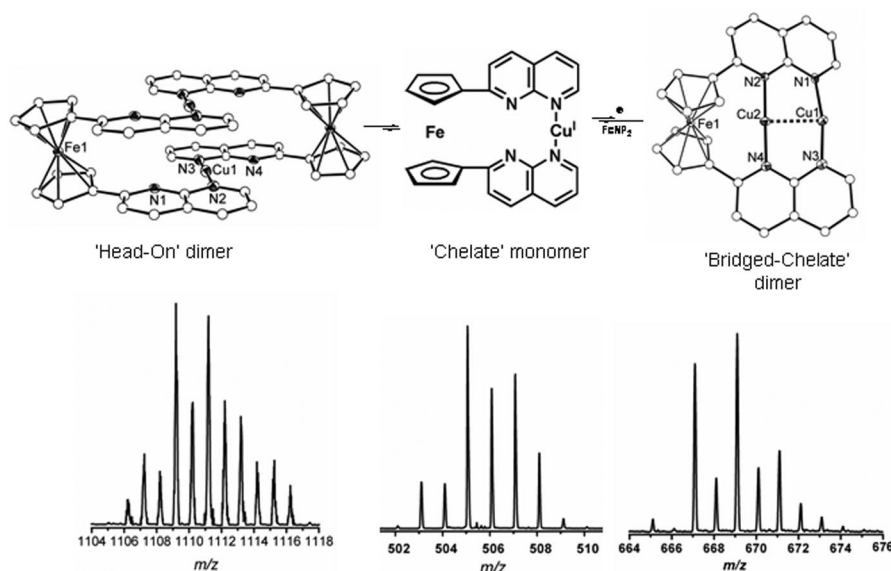 Fe1
N1
N2
N3
Cu1
N4
Fe
N
N
N
N
Cu^I
FcNP2
N2
N1
Cu2
Cu1
Fe1
N4
N3
'Head-On' dimer
'Chelate' monomer
'Bridged-Chelate'
dimer
1104 1106 1108 1110 1112 1114 1116 1118
m/z
502 504 506 508 510
m/z
664 666 668 670 672 674 676
m/z